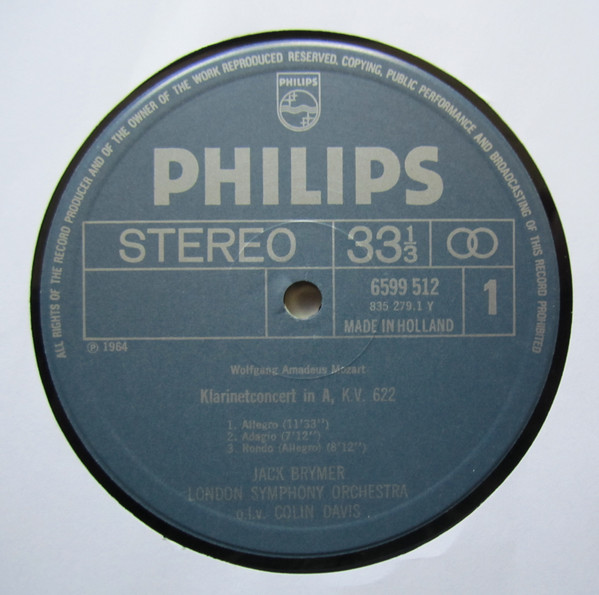 ALL RIGHTS OF THE RECORD PRODUCER AND OF THE OWNER OF THE WORK REPRODUCED RESERVED. COPYING, PUBLIC PERFORMANCE AND BROADCASTING OF THIS RECORD PROHIBITED
PHILIPS
PHILIPS
STEREO 33 1/3
6599 512 1
835 279.1 Y
MADE IN HOLLAND
℗ 1964
Wolfgang Amadeus Mozart
Klarinetconcert in A, K.V. 622
1. Allegro (11'33")
2. Adagio (7'12")
3 Rondo (Allegro) (8'12")
JACK BRYMER
LONDON SYMPHONY ORCHESTRA
o.l.v. COLIN DAVIS